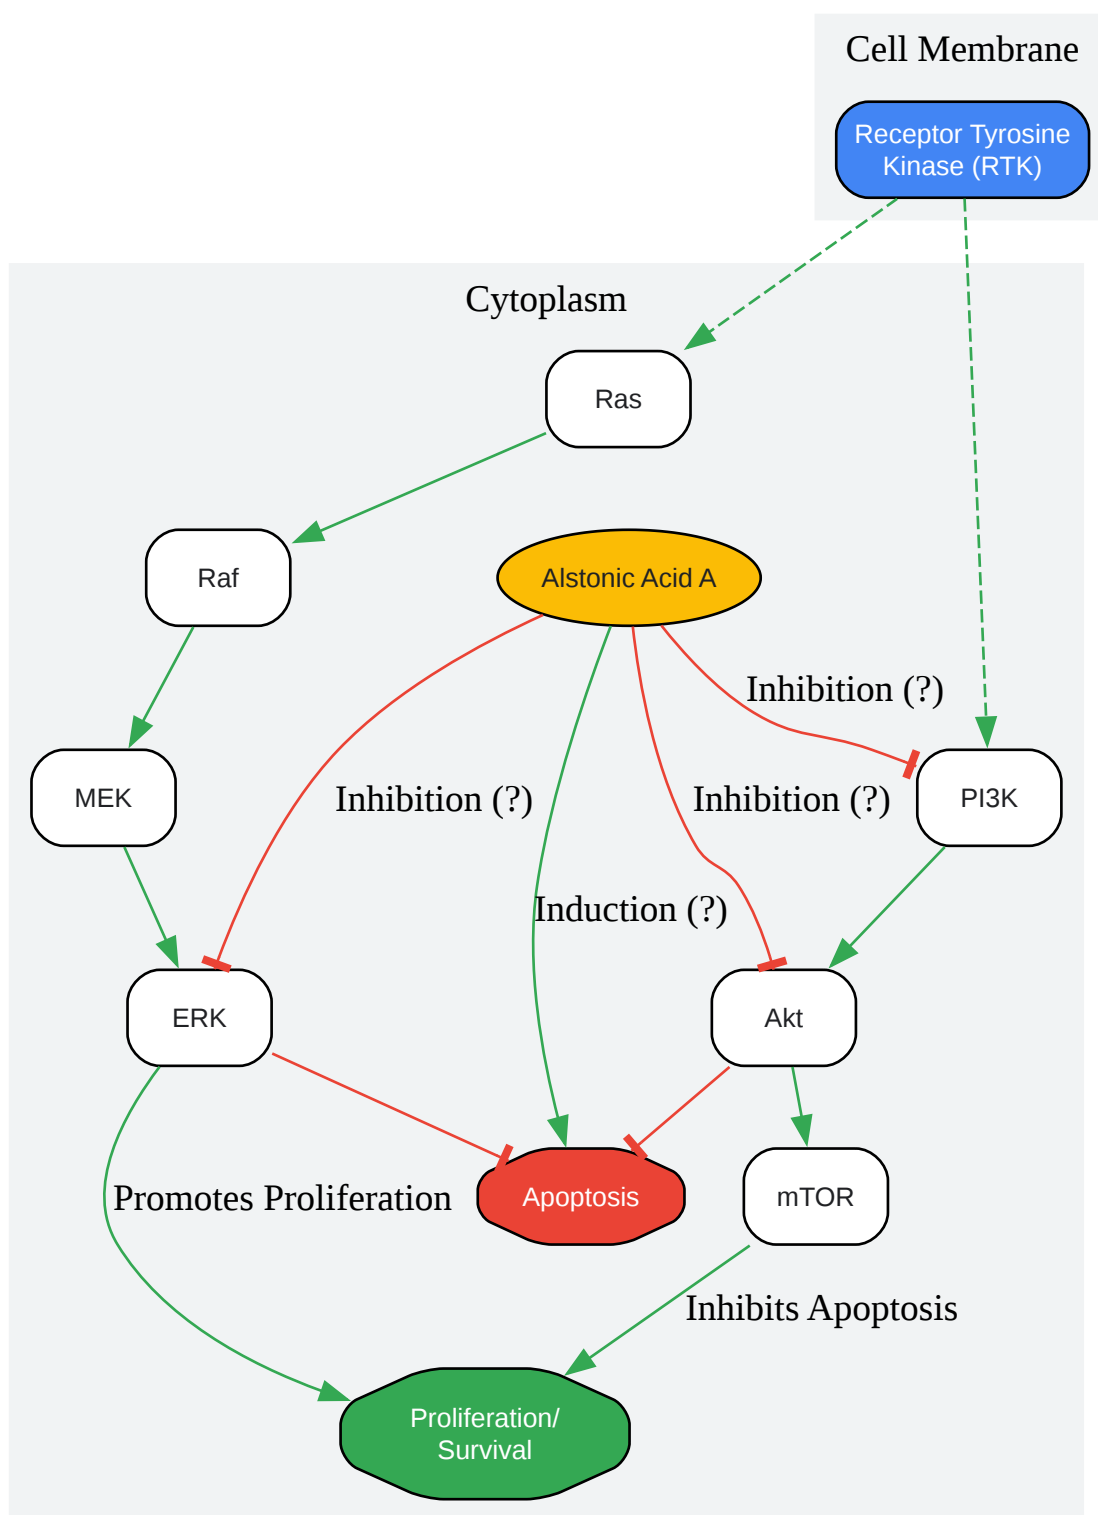 Cell Membrane
Receptor Tyrosine
Kinase (RTK)
Cytoplasm
Ras
Raf
Alstonic Acid A
Inhibition (?)
MEK
Inhibition (?)
Inhibition (?)
PI3K
Induction (?)
ERK
Akt
Promotes Proliferation
Apoptosis
mTOR
Inhibits Apoptosis
Proliferation/
Survival